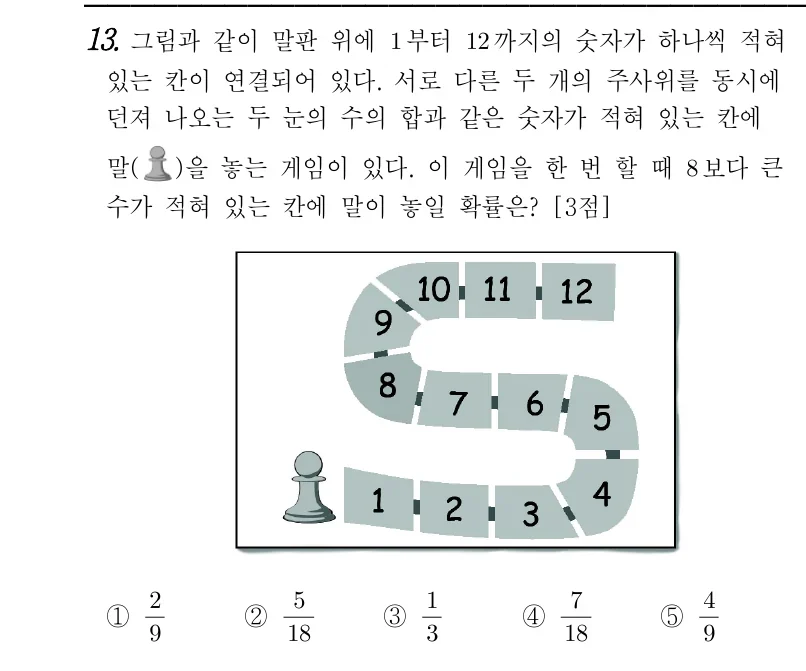 13. 그림과 같이 말판 위에 1부터 12까지의 숫자가 하나씩 적혀
있는 칸이 연결되어 있다. 서로 다른 두 개의 주사위를 동시에
던져 나오는 두 눈의 수의 합과 같은 숫자가 적혀 있는 칸에
말( )을 놓는 게임이 있다. 이 게임을 한 번 할 때 8보다 큰
수가 적혀 있는 칸에 말이 놓일 확률은? [3점]
10 11 12
9
8 7 6 5
1 2 3 4
① 2/9 ② 5/18 ③ 1/3 ④ 7/18 ⑤ 4/9